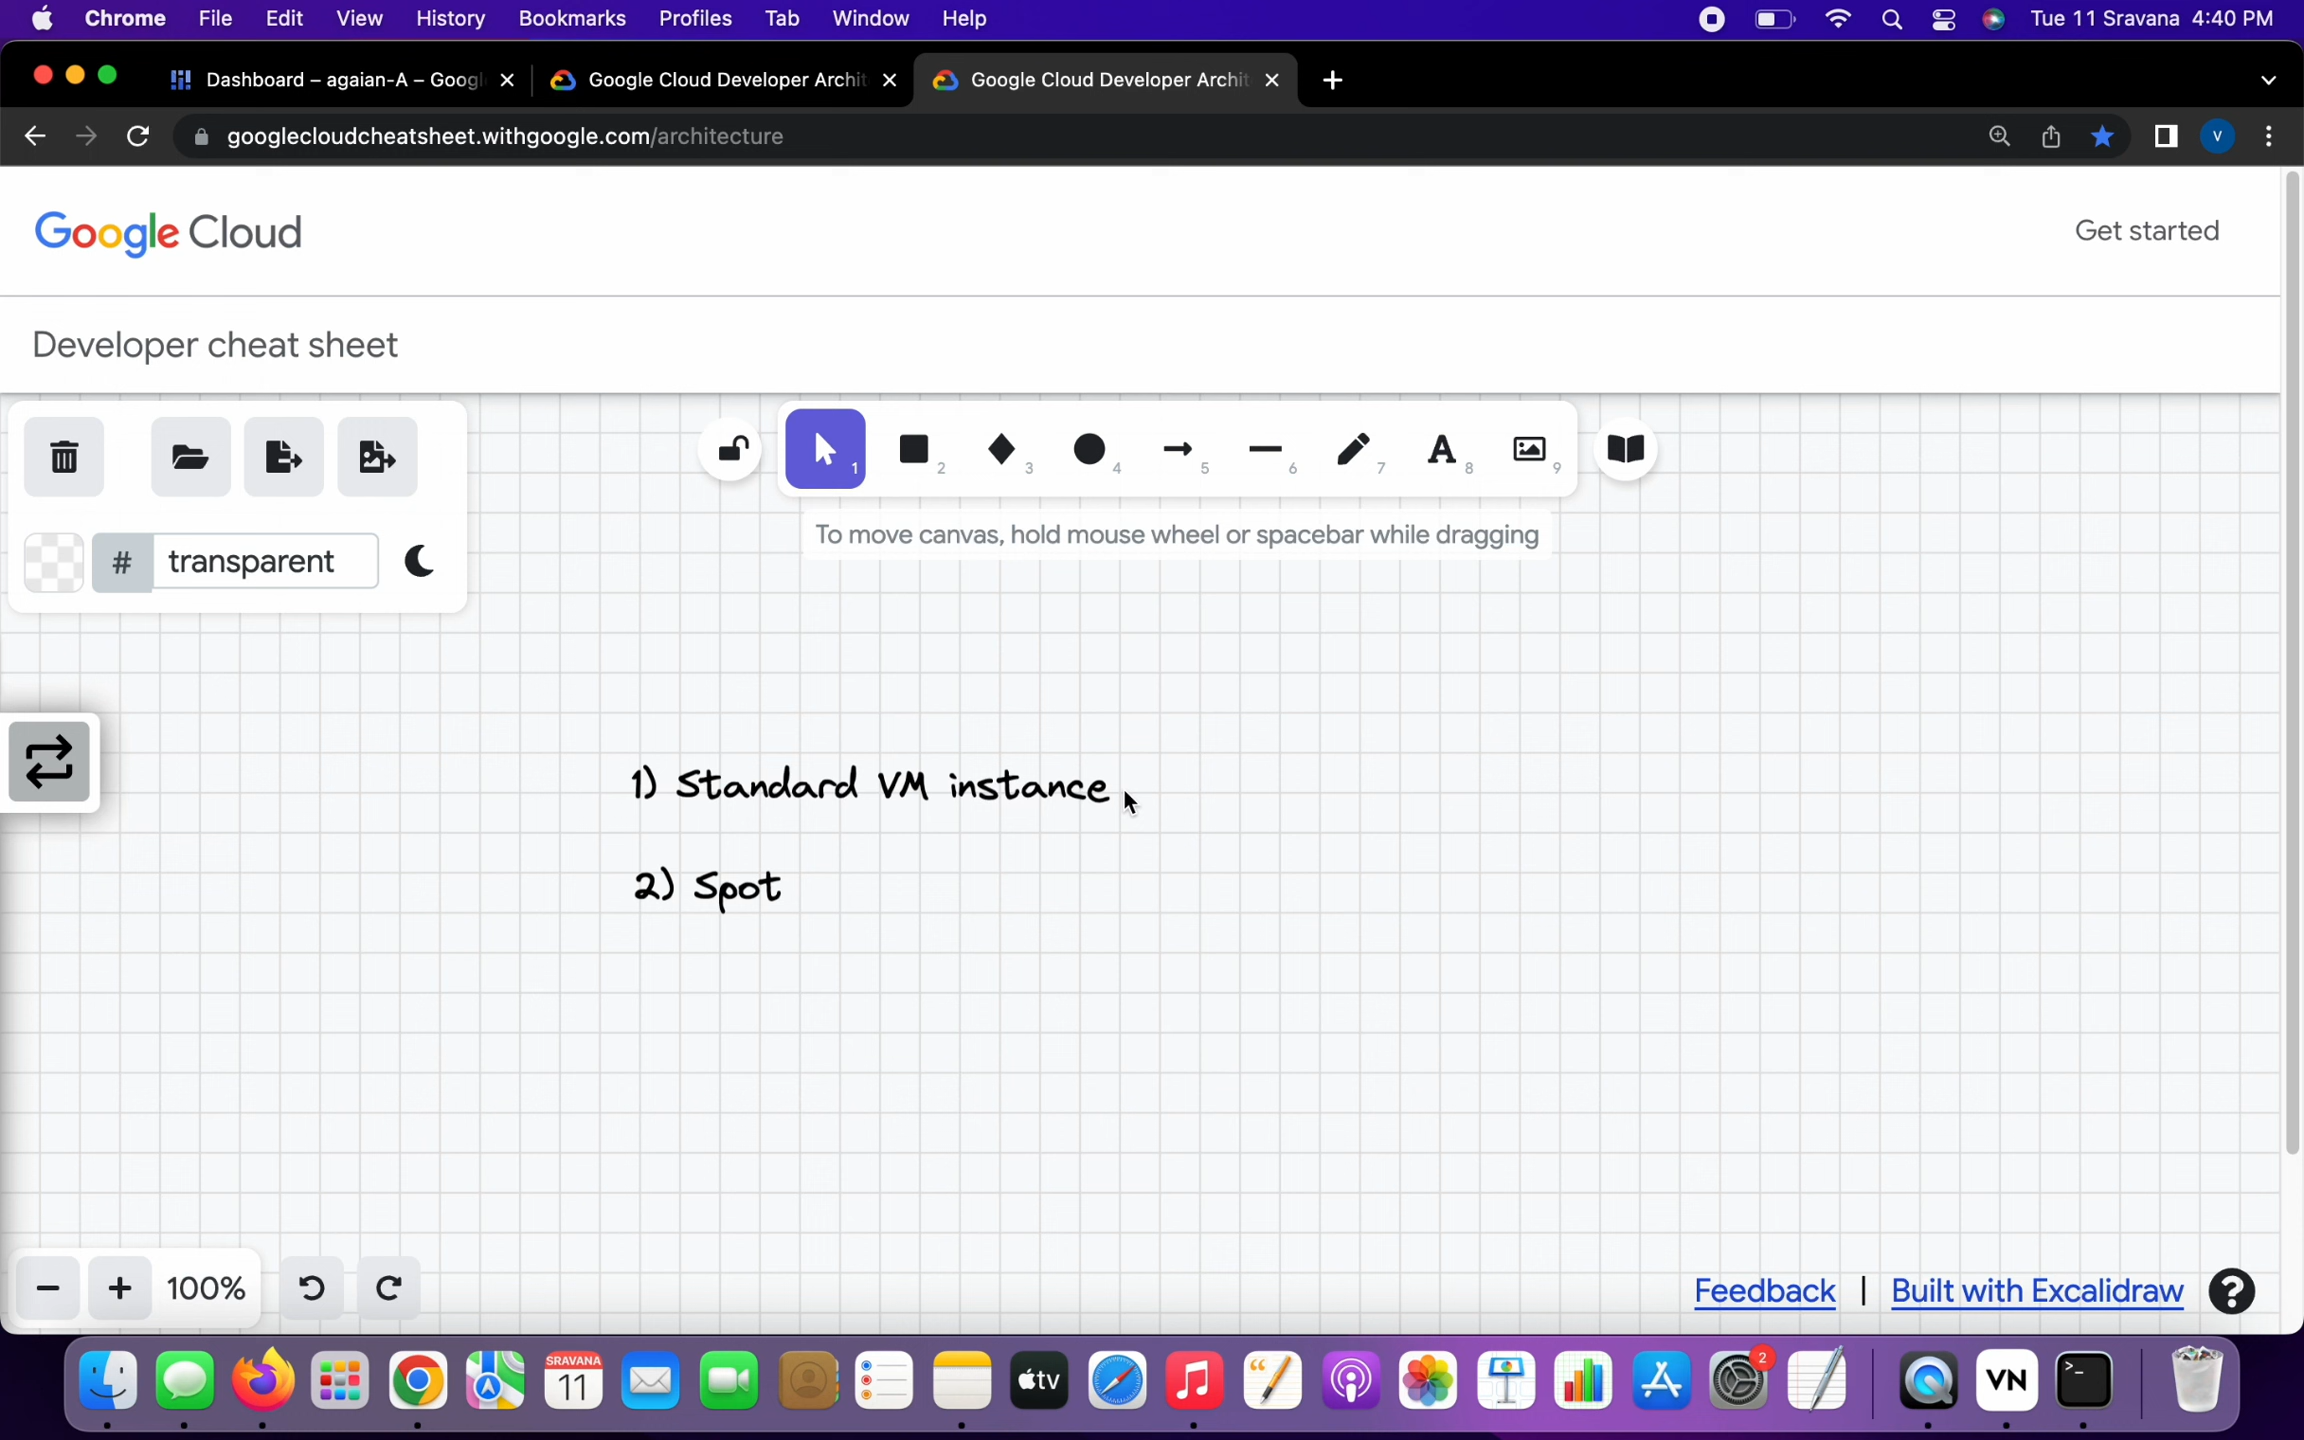 Chrome File Edit View History Bookmarks Profiles Tab Window Help Tue 11 Sravana 4:40 PM
Dashboard – agaian-A – Googl Google Cloud Developer Archit Google Cloud Developer Archit
googlecloudcheatsheet.withgoogle.com/architecture V
Google Cloud Get started
Developer cheat sheet
1 2 3 4 5 6 7 A 8 9
To move canvas, hold mouse wheel or spacebar while dragging
# transparent
1) Standard VM instance
2) Spot
100%
Feedback | Built with Excalidraw ?
SRAVANA
11 tv 2 VN >_